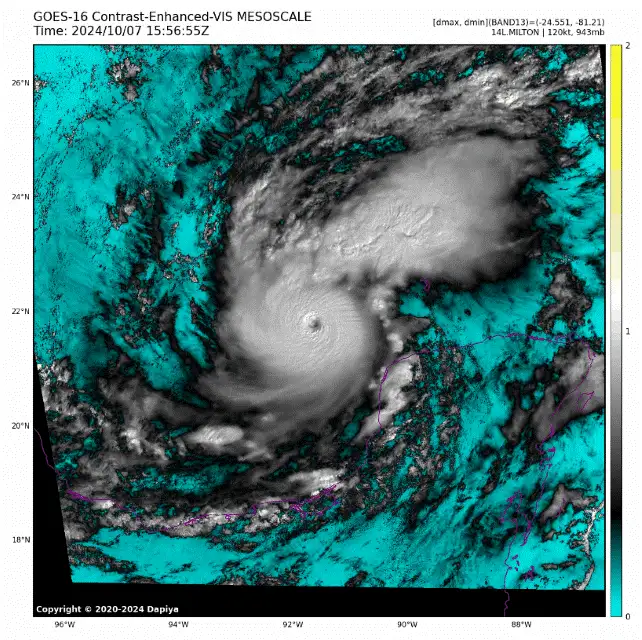 GOES-16 Contrast-Enhanced-VIS MESOSCALE
Time: 2024/10/07 15:56:55Z
[dmax, dmin](BAND13)=(-24.551, -81.21)
14L.MILTON | 120kt, 943mb
26°N
24°N
22°N
20°N
18°N
2
1
0
Copyright © 2020-2024 Dapiya
96°W
94°W
92°W
90°W
88°W